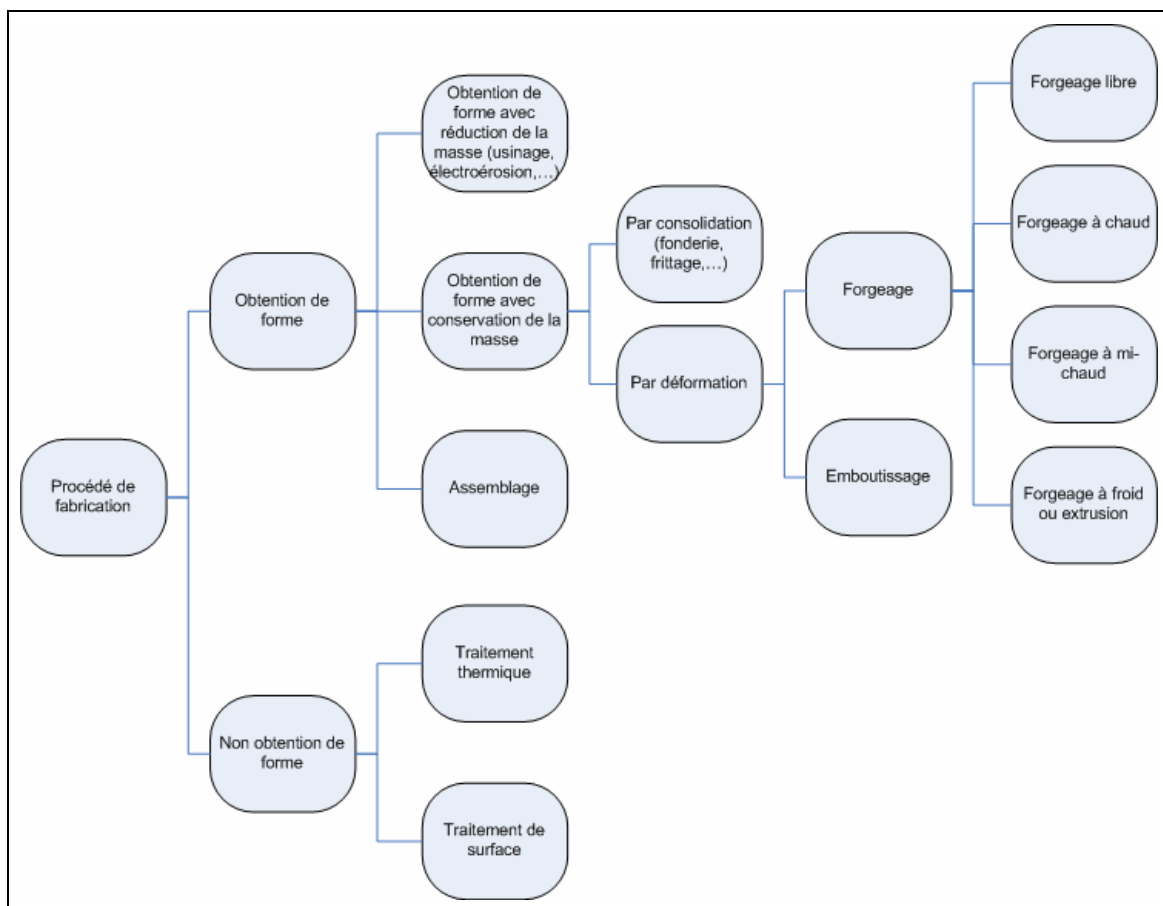 Procédé de
fabrication
Obtention de
forme
Non obtention de
forme
Obtention de
forme avec
réduction de la
masse (usinage,
électroérosion,...)
Obtention de
forme avec
conservation de la
masse
Assemblage
Traitement
thermique
Traitement de
surface
Par consolidation
(fonderie,
frittage,...)
Par déformation
Forgeage
Emboutissage
Forgeage libre
Forgeage à chaud
Forgeage à mi-
chaud
Forgeage à froid
ou extrusion